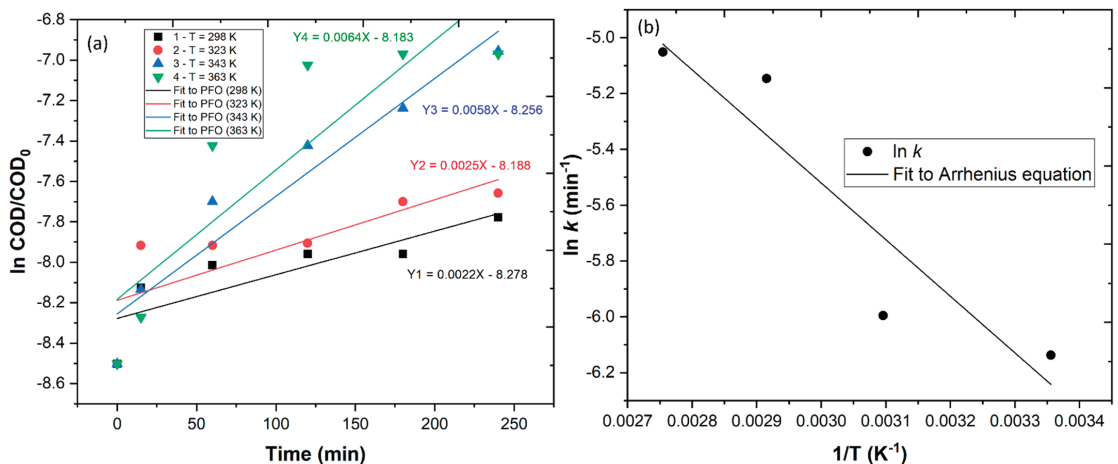 (a)
1 - T = 298 K
2 - T = 323 K
3 - T = 343 K
4 - T = 363 K
Fit to PFO (298 K)
Fit to PFO (323 K)
Fit to PFO (343 K)
Fit to PFO (363 K)
Y4 = 0.0064X - 8.183
Y3 = 0.0058X - 8.256
Y2 = 0.0025X - 8.188
Y1 = 0.0022X - 8.278
-6.8
-7.0
-7.2
-7.4
-7.6
-7.8
-8.0
-8.2
-8.4
-8.6
ln COD/COD₀
0 50 100 150 200 250
Time (min)
(b)
ln k
Fit to Arrhenius equation
-5.0
-5.2
-5.4
-5.6
-5.8
-6.0
-6.2
ln k (min⁻¹)
0.0027 0.0028 0.0029 0.0030 0.0031 0.0032 0.0033 0.0034
1/T (K⁻¹)